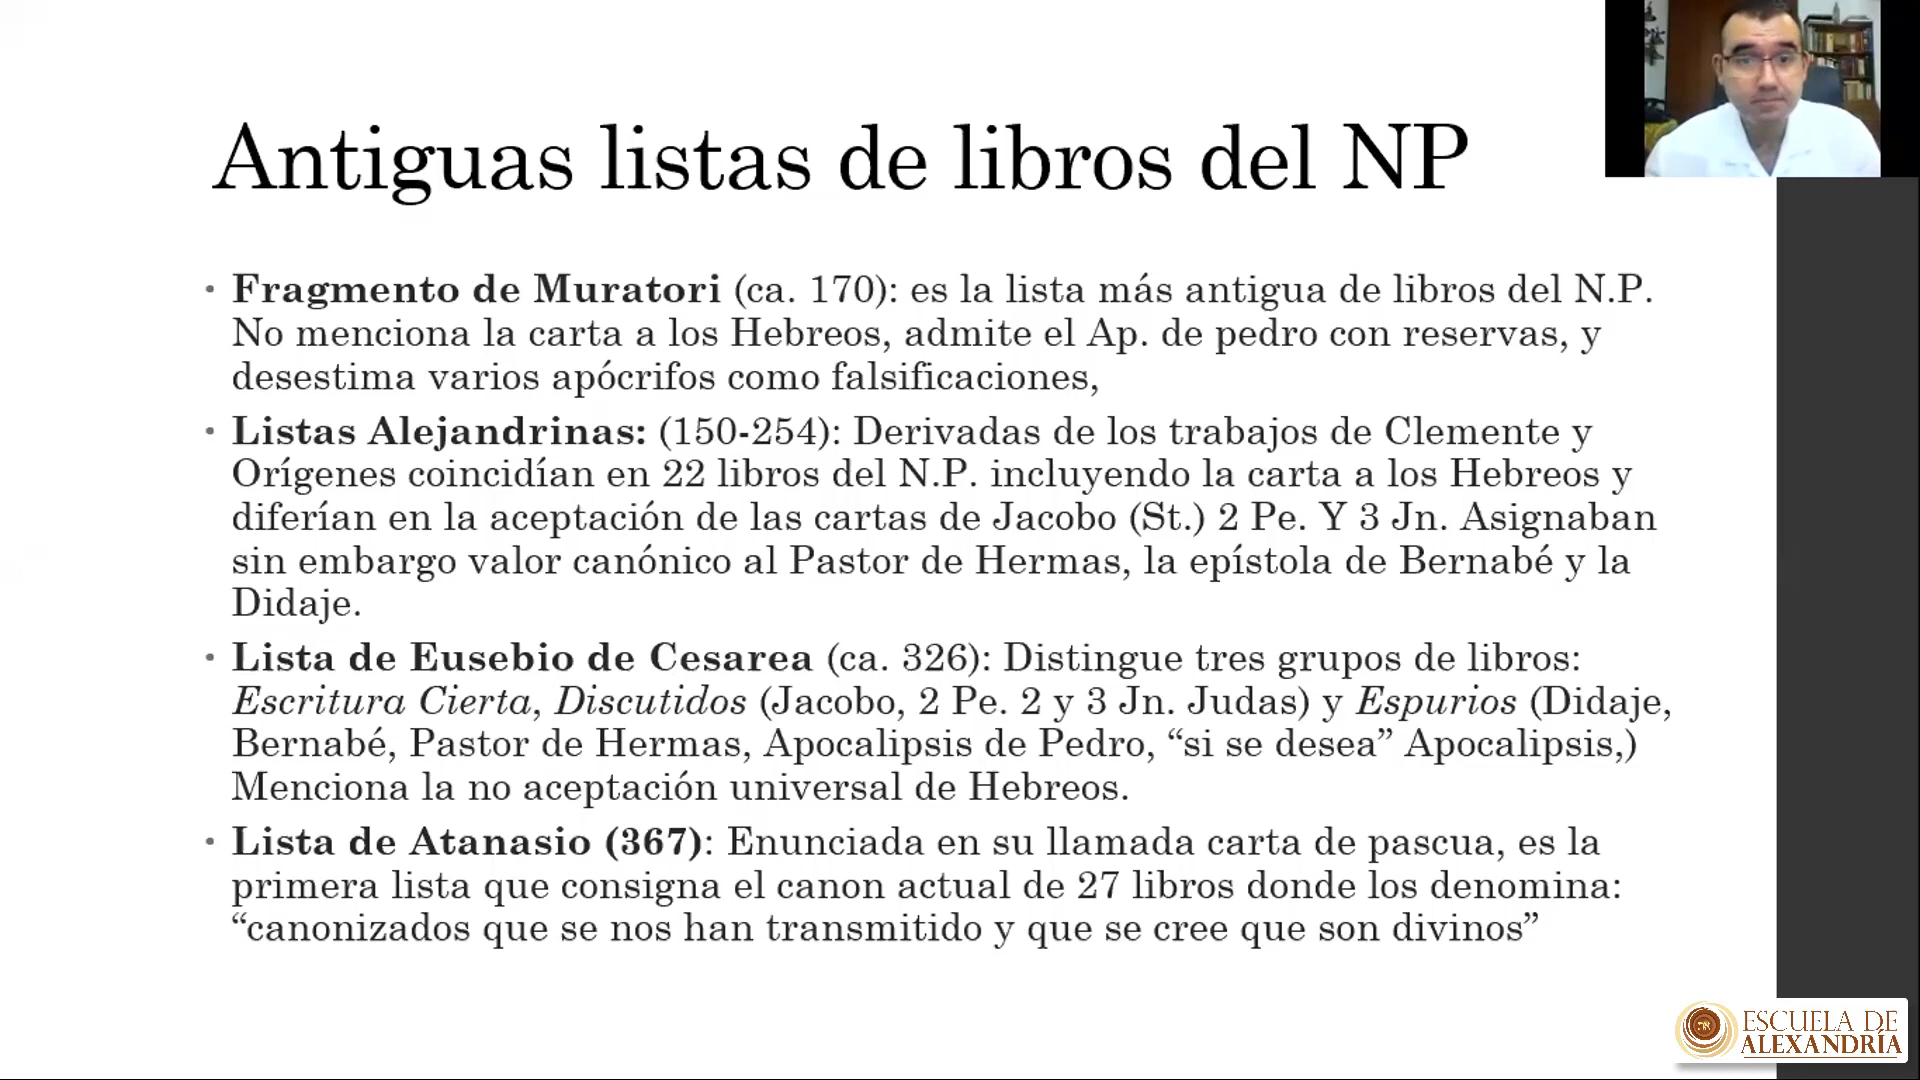 Antiguas listas de libros del NP
• Fragmento de Muratori (ca. 170): es la lista más antigua de libros del N.P.
No menciona la carta a los Hebreos, admite el Ap. de pedro con reservas, y
desestima varios apócrifos como falsificaciones,
• Listas Alejandrinas: (150-254): Derivadas de los trabajos de Clemente y
Orígenes coincidían en 22 libros del N.P. incluyendo la carta a los Hebreos y
diferían en la aceptación de las cartas de Jacobo (St.) 2 Pe. Y 3 Jn. Asignaban
sin embargo valor canónico al Pastor de Hermas, la epístola de Bernabé y la
Didaje.
• Lista de Eusebio de Cesarea (ca. 326): Distingue tres grupos de libros:
Escritura Cierta, Discutidos (Jacobo, 2 Pe. 2 y 3 Jn. Judas) y Espurios (Didaje,
Bernabé, Pastor de Hermas, Apocalipsis de Pedro, “si se desea” Apocalipsis,)
Menciona la no aceptación universal de Hebreos.
• Lista de Atanasio (367): Enunciada en su llamada carta de pascua, es la
primera lista que consigna el canon actual de 27 libros donde los denomina:
“canonizados que se nos han transmitido y que se cree que son divinos”
ESCUELA DE
ALEXANDRÍA